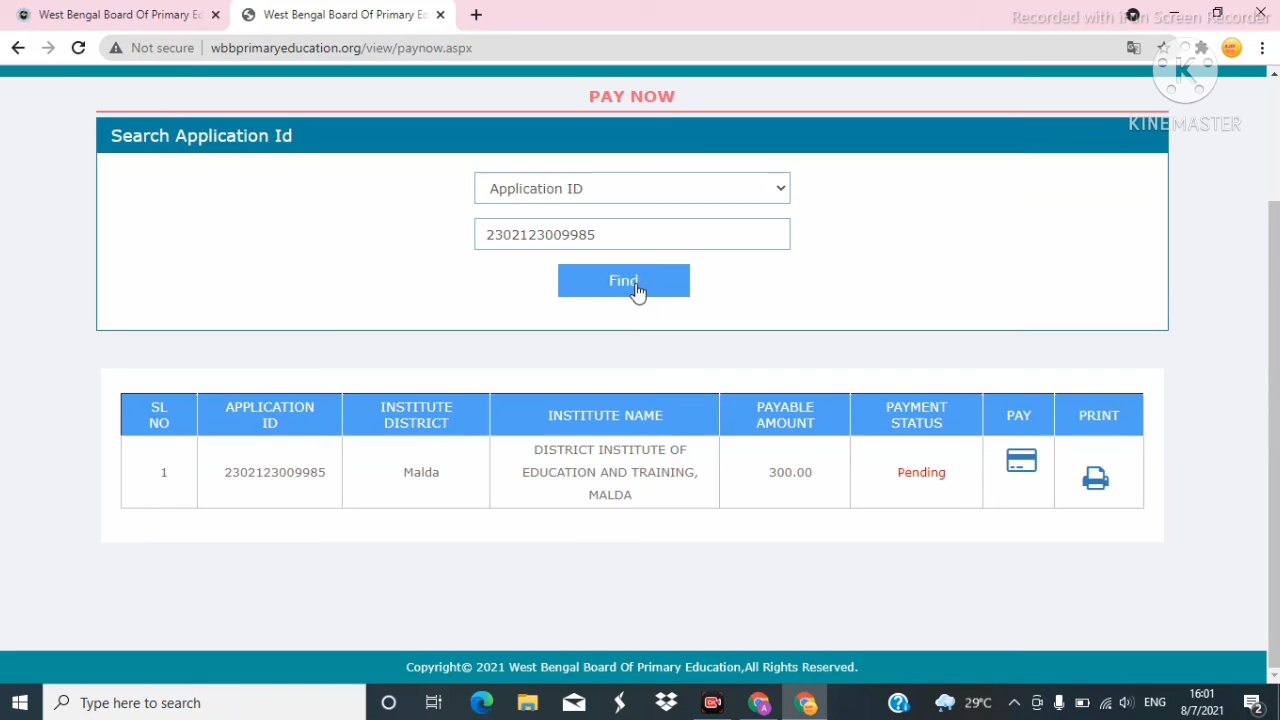 West Bengal Board Of Primary Ed
West Bengal Board Of Primary Ed
Recorded with iFun Screen Recorder
Not secure
wbbprimaryeducation.org/view/paynow.aspx
KINEMASTER
PAY NOW
Search Application Id
Application ID
2302123009985
Find
SL NO
APPLICATION ID
INSTITUTE DISTRICT
INSTITUTE NAME
PAYABLE AMOUNT
PAYMENT STATUS
PAY
PRINT
1
2302123009985
Malda
DISTRICT INSTITUTE OF
EDUCATION AND TRAINING,
MALDA
300.00
Pending
Copyright© 2021 West Bengal Board Of Primary Education,All Rights Reserved.
Type here to search
29°C
ENG
16:01
8/7/2021
2